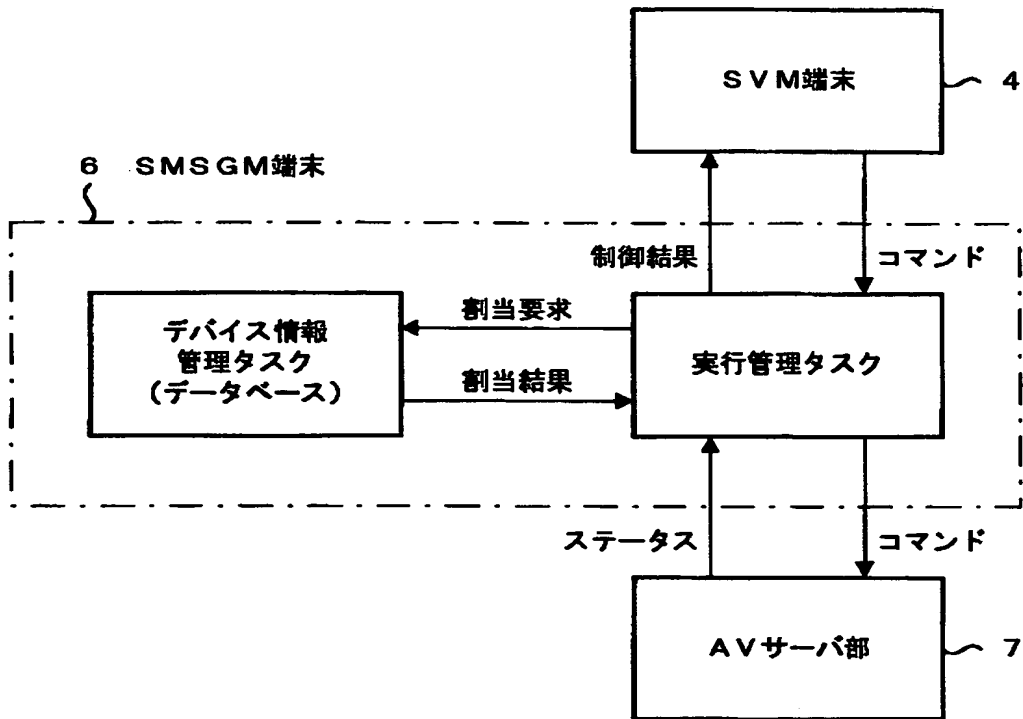 SVM端末
4
6 SMSGM端末
制御結果
コマンド
割当要求
デバイス情報
管理タスク
(データベース)
割当結果
実行管理タスク
ステータス
コマンド
AVサーバ部
7